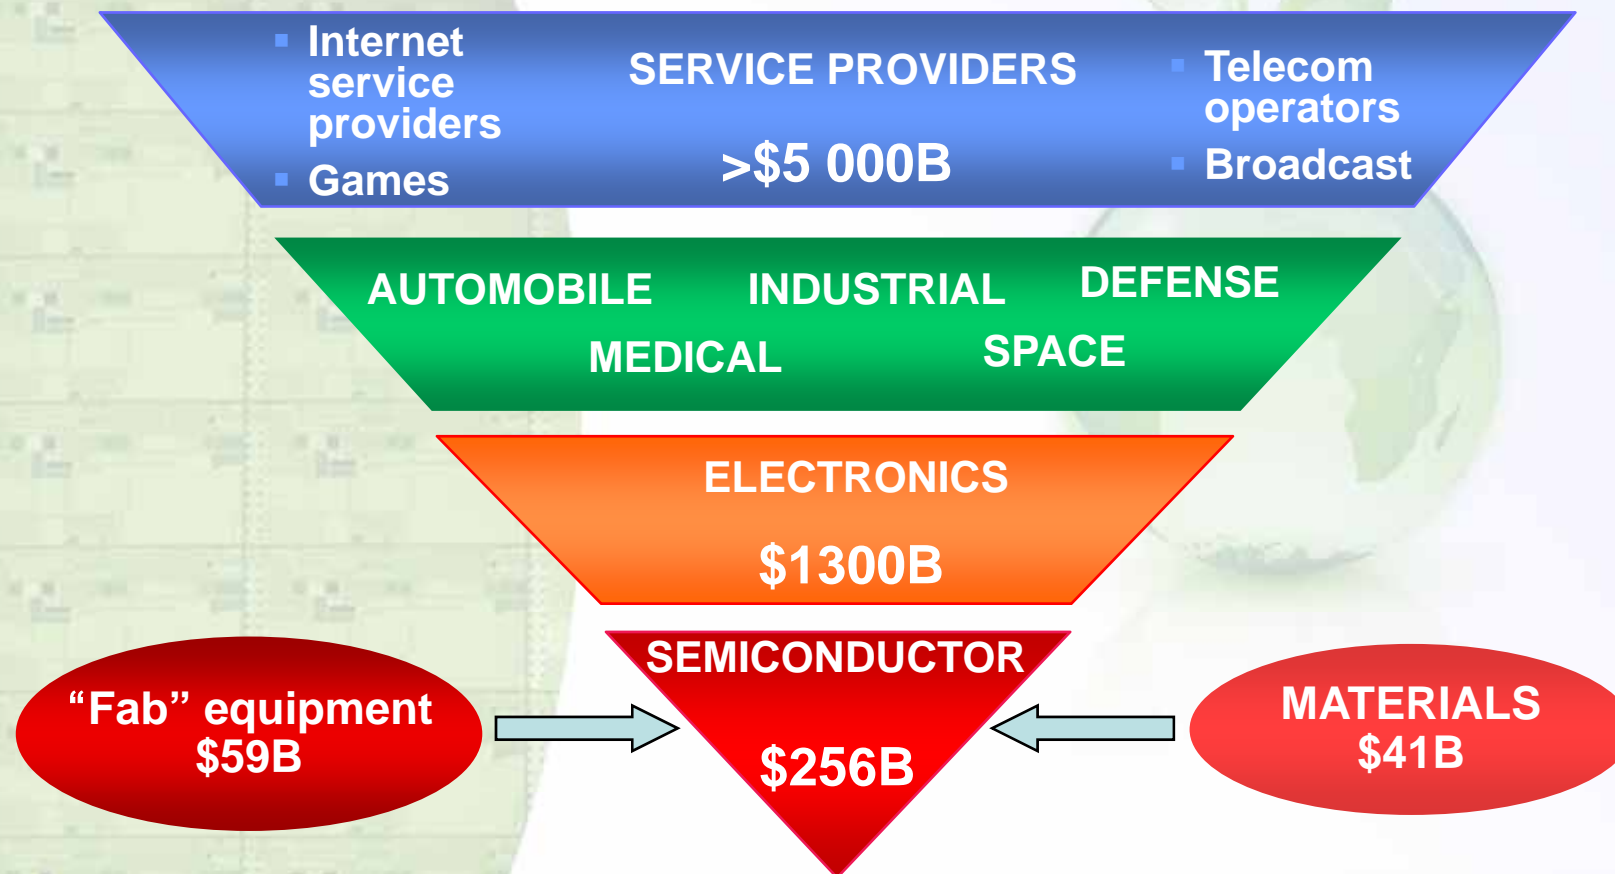 Internet
service
providers
Games
SERVICE PROVIDERS
>$5 000B
Telecom
operators
Broadcast
AUTOMOBILE
INDUSTRIAL
DEFENSE
MEDICAL
SPACE
ELECTRONICS
$1300B
SEMICONDUCTOR
$256B
“Fab” equipment
$59B
MATERIALS
$41B